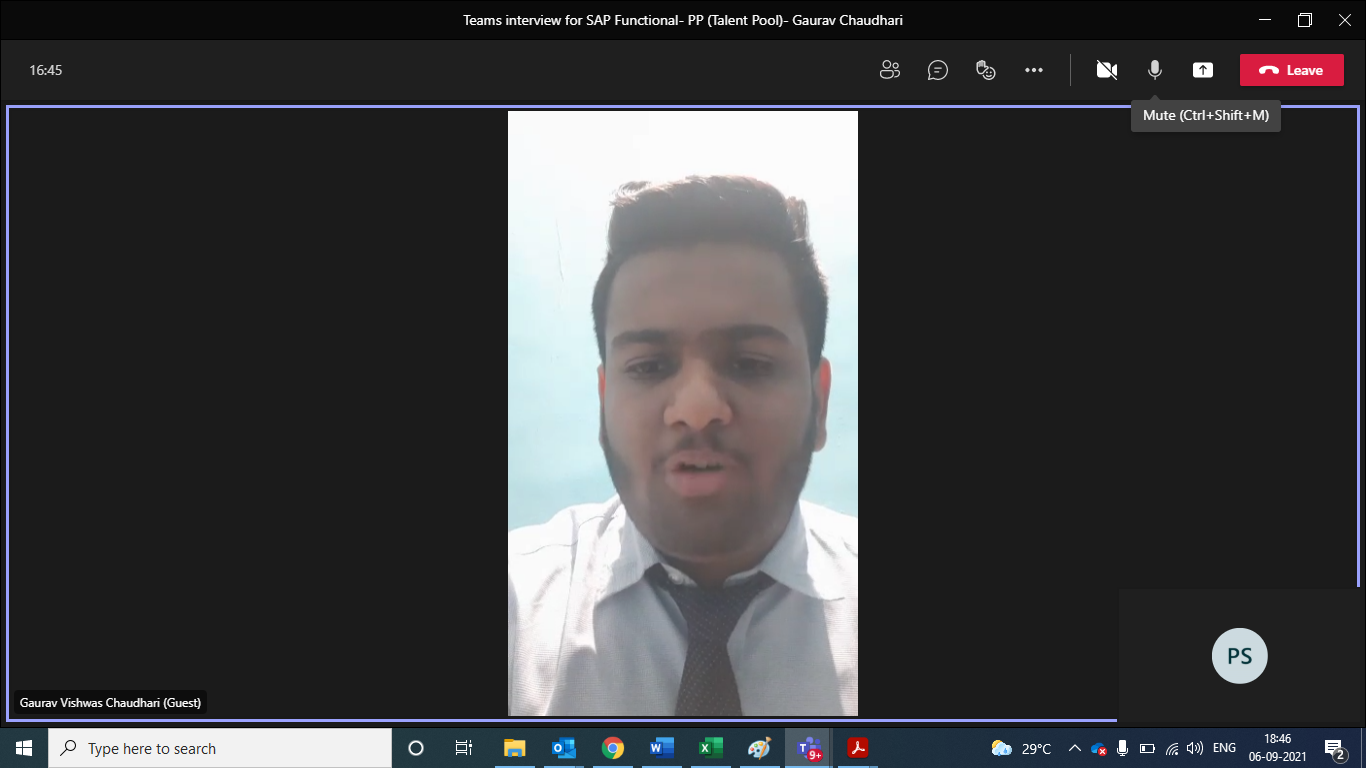 Teams interview for SAP Functional- PP (Talent Pool)- Gaurav Chaudhari
16:45
Leave
Mute (Ctrl+Shift+M)
PS
Gaurav Vishwas Chaudhari (Guest)
Type here to search
9+
29°C
ENG
18:46
06-09-2021
2